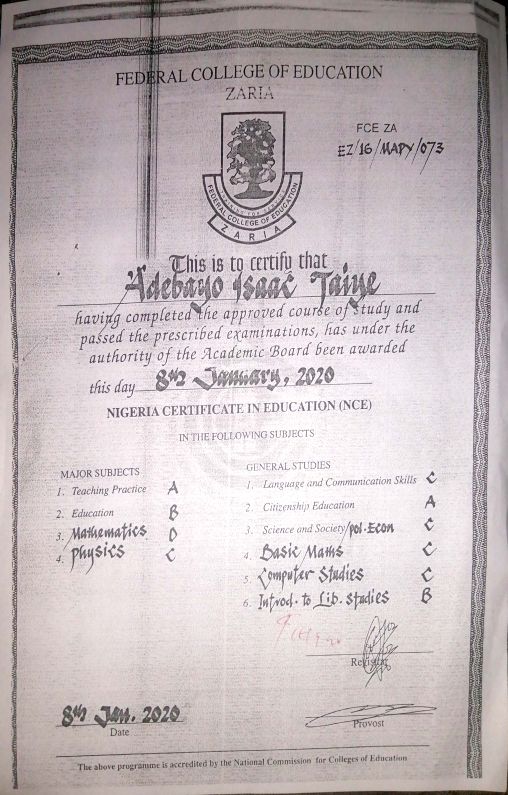 FEDERAL COLLEGE OF EDUCATION
ZARIA
FCE ZA
EZ/16/MAPY/073
FEDERAL COLLEGE OF EDUCATION
ZARIA
This is to certify that
Adebayo Isaac Taiye
having completed the approved course of study and
passed the prescribed examinations, has under the
authority of the Academic Board been awarded
this day 8th January, 2020
NIGERIA CERTIFICATE IN EDUCATION (NCE)
IN THE FOLLOWING SUBJECTS
MAJOR SUBJECTS
1. Teaching Practice A
2. Education B
3. Mathematics D
4. Physics C
GENERAL STUDIES
1. Language and Communication Skills C
2. Citizenship Education A
3. Science and Society/Pol. Econ C
4. Basic Maths C
5. Computer Studies C
6. Introd. to Lib. Studies B
Registrar
8th Jan. 2020
Date
Provost
The above programme is accredited by the National Commission for Colleges of Education